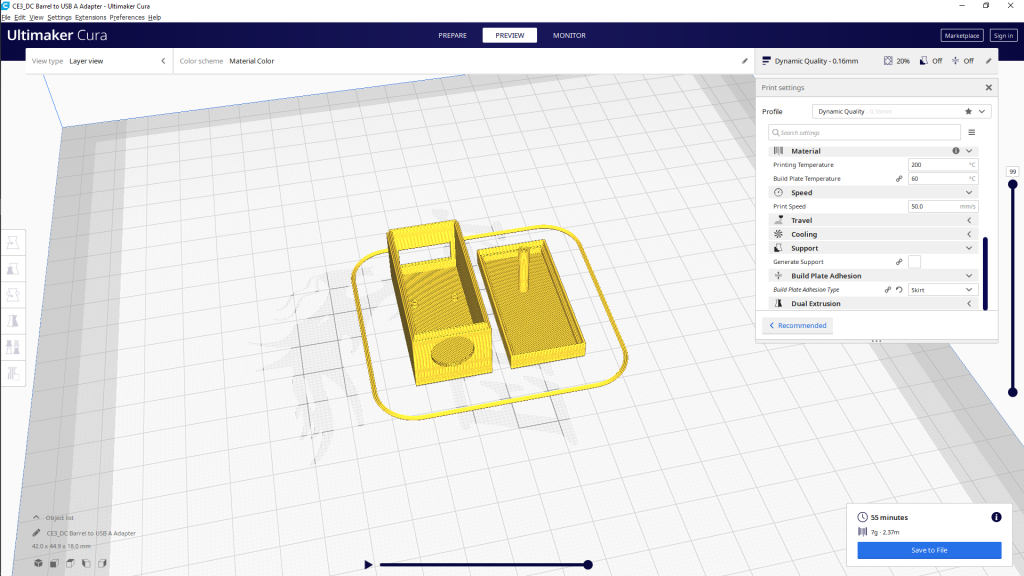 CE3_DC Barrel to USB A Adapter - Ultimaker Cura
File Edit View Settings Extensions Preferences Help
Ultimaker Cura
PREPARE PREVIEW MONITOR
Marketplace Sign in
View type Layer view
Color scheme Material Color
Dynamic Quality - 0.16mm 20% Off Off
Print settings
Profile Dynamic Quality
Search settings
Material
Printing Temperature 200 °C
Build Plate Temperature 60 °C
Speed
Print Speed 50.0 mm/s
Travel
Cooling
Support
Generate Support
Build Plate Adhesion
Build Plate Adhesion Type Skirt
Dual Extrusion
Recommended
99
Object list
CE3_DC Barrel to USB A Adapter
42.0 x 44.9 x 16.0 mm
55 minutes
7g · 2.37m
Save to File